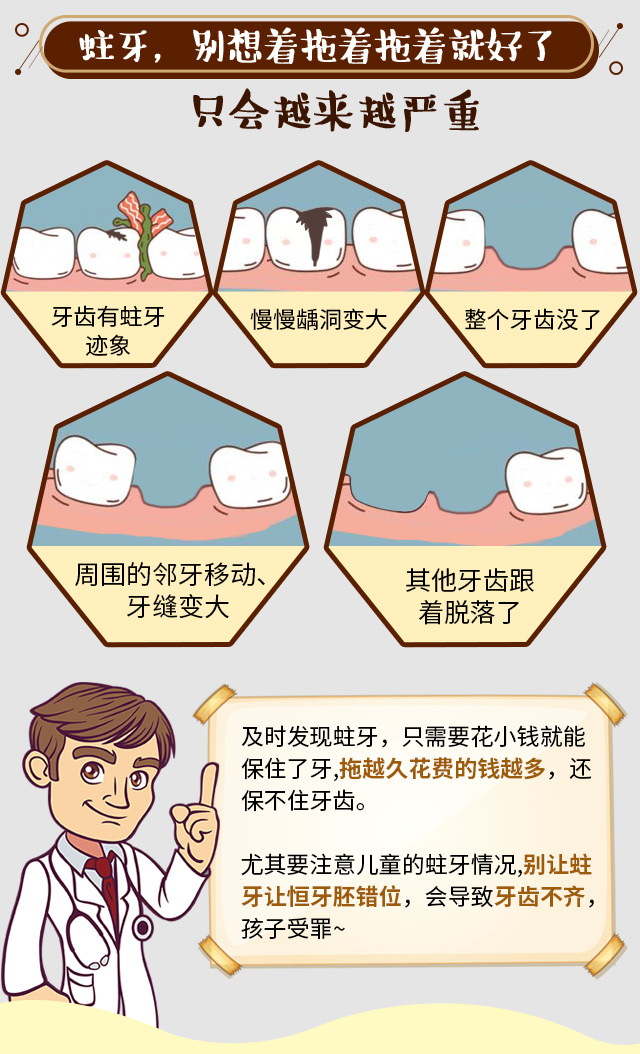 蛀牙，别想着拖着拖着就好了
只会越来越严重
牙齿有蛀牙
迹象
慢慢龋洞变大
整个牙齿没了
周围的邻牙移动、
牙缝变大
其他牙齿跟
着脱落了
及时发现蛀牙，只需要花小钱就能
保住了牙,拖越久花费的钱越多，还
保不住牙齿。
尤其要注意儿童的蛀牙情况,别让蛀
牙让恒牙胚错位，会导致牙齿不齐，
孩子受罪~